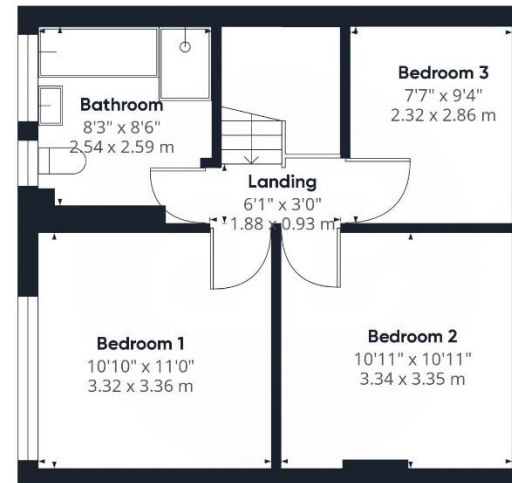 Bathroom
8'3" x 8'6"
2.54 x 2.59 m
Bedroom 3
7'7" x 9'4"
2.32 x 2.86 m
Landing
6'1" x 3'0"
1.88 x 0.93 m
Bedroom 1
10'10" x 11'0"
3.32 x 3.36 m
Bedroom 2
10'11" x 10'11"
3.34 x 3.35 m